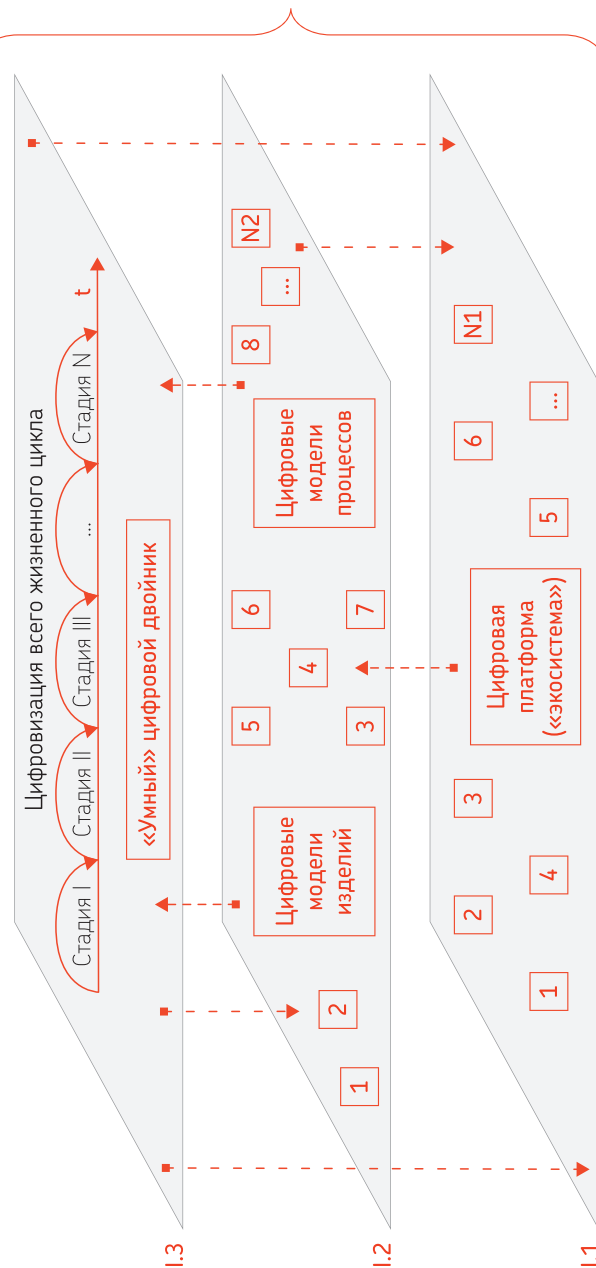 Цифровизация всего жизненного цикла
Стадия I
Стадия II
Стадия III
...
Стадия N
t
«Умный» цифровой двойник
I.3
1
2
Цифровые
модели
изделий
3
5
4
6
7
Цифровые
модели
процессов
8
...
N2
I.2
1
4
2
3
Цифровая
платформа
(«экосистема»)
5
6
...
N1
I.1